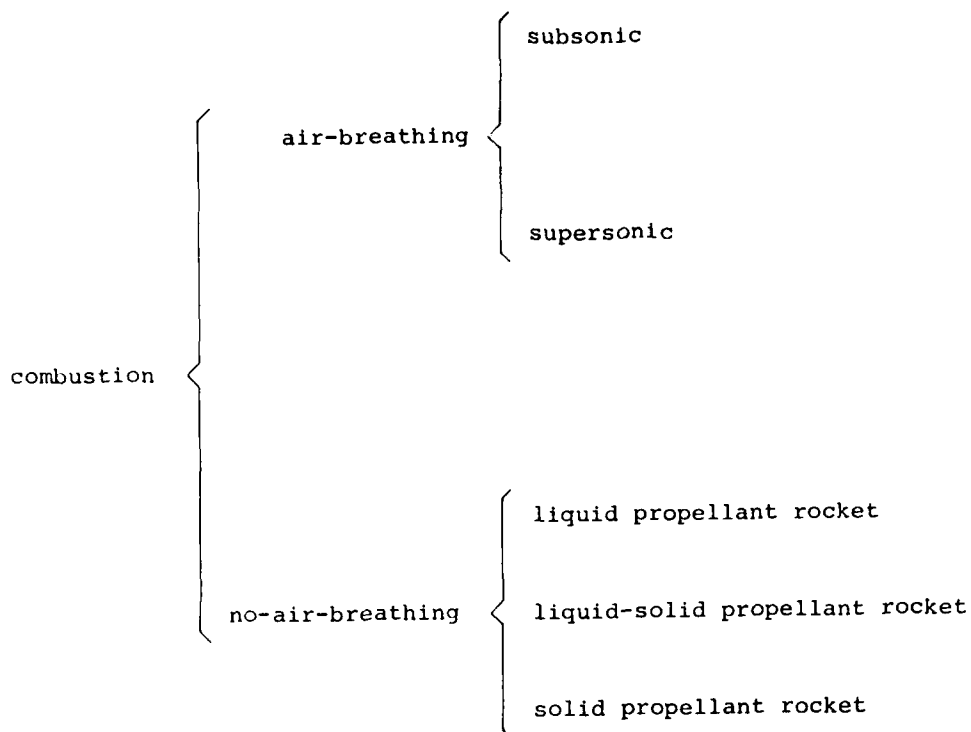 subsonic
air-breathing
supersonic
combustion
liquid propellant rocket
no-air-breathing
liquid-solid propellant rocket
solid propellant rocket